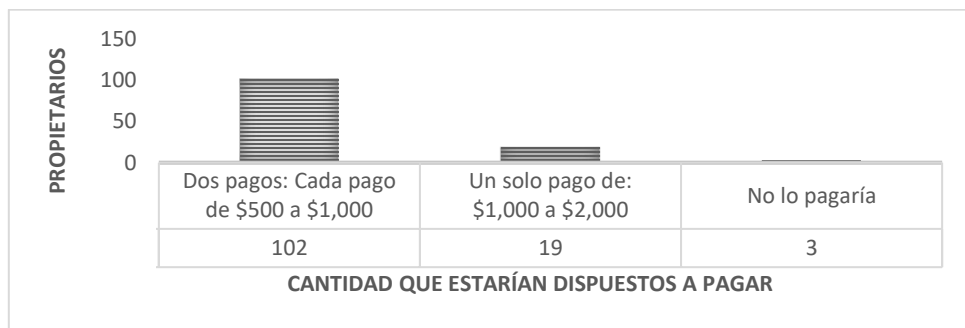 PROPIETARIOS
150
100
50
0
Dos pagos: Cada pago
de $500 a $1,000
Un solo pago de:
$1,000 a $2,000
No lo pagaría
102
19
3
CANTIDAD QUE ESTARÍAN DISPUESTOS A PAGAR